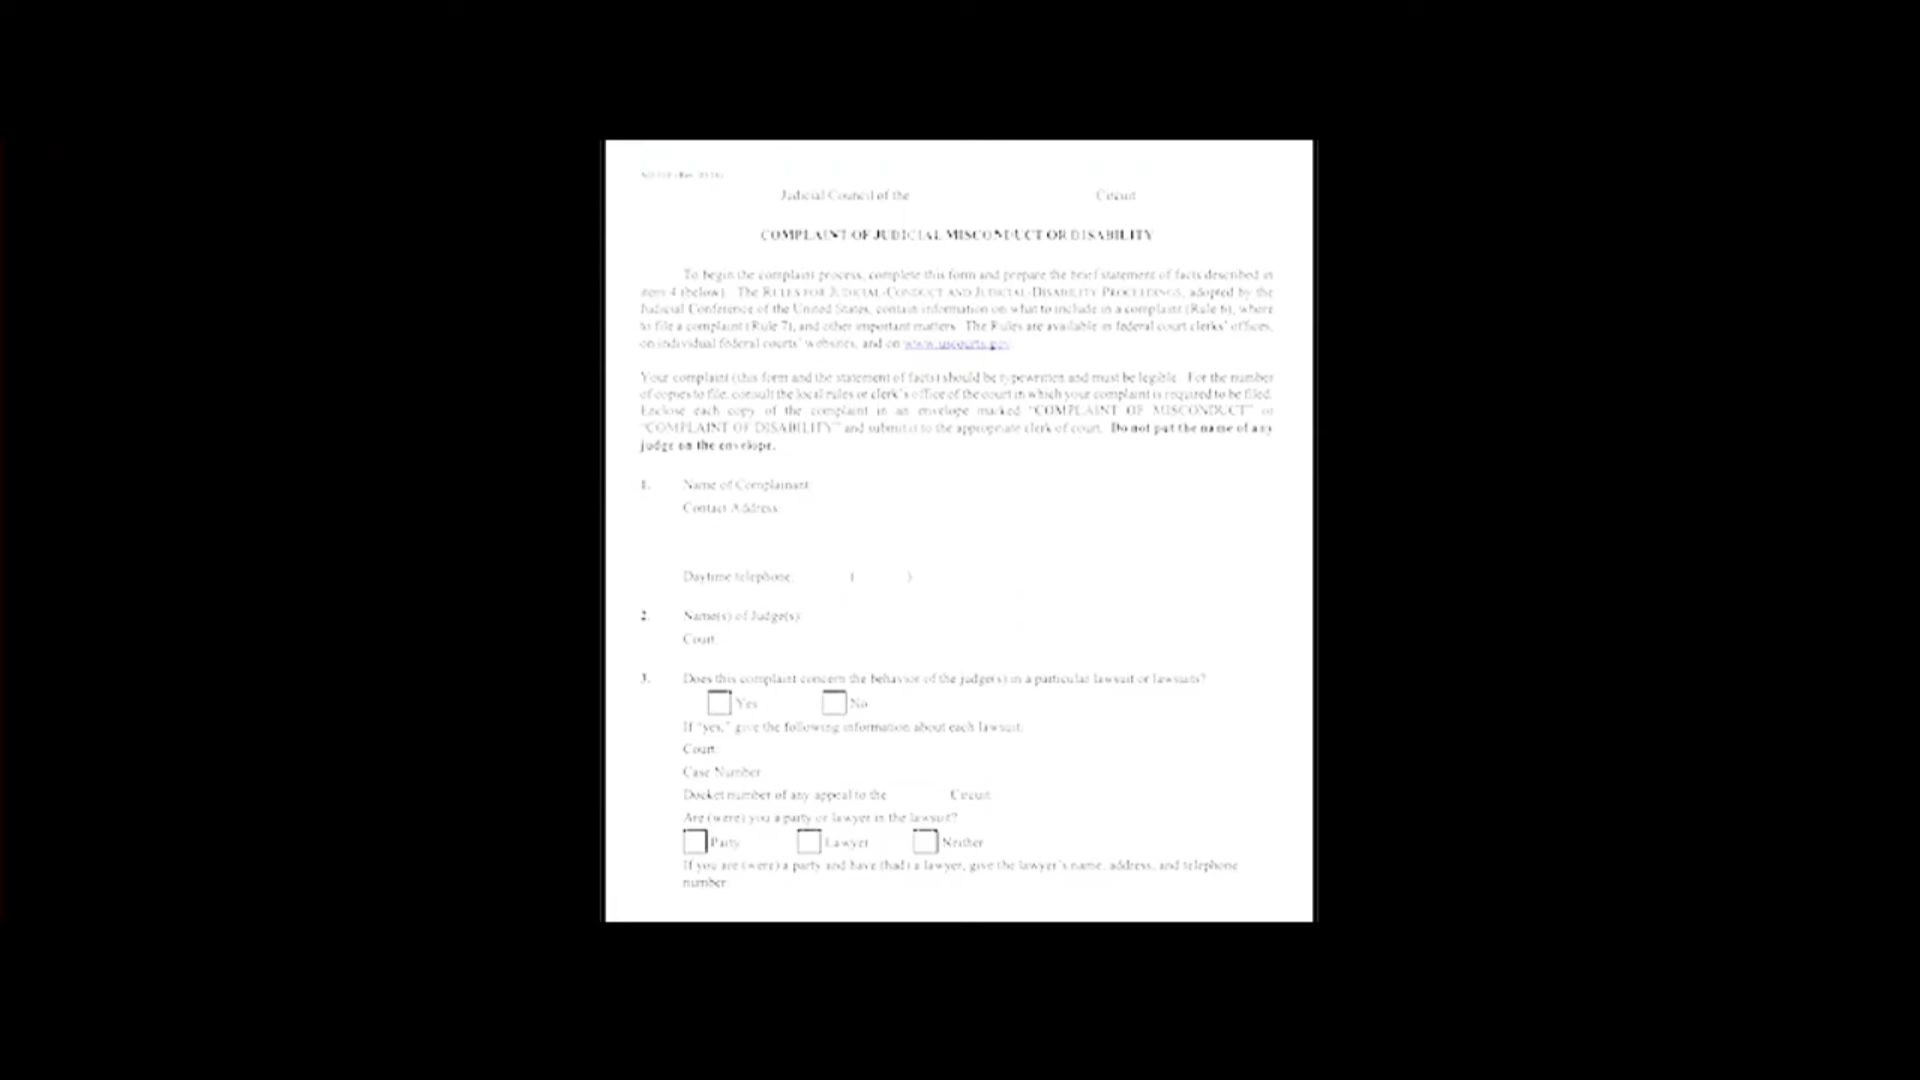 (Rev.
Judicial Council of the Circuit
COMPLAINT OF JUDICIAL MISCONDUCT OR DISABILITY
To begin the complaint process, complete this form and prepare the brief statement of facts described in
item 4 (below). The RULES FOR JUDICIAL-CONDUCT AND JUDICIAL-DISABILITY PROCEEDINGS, adopted by the
Judicial Conference of the United States, contain information on what to include in a complaint (Rule 6), where
to file a complaint (Rule 7), and other important matters. The Rules are available in federal court clerks' offices,
on individual federal courts' websites, and on www.uscourts.gov.
Your complaint (this form and the statement of facts) should be typewritten and must be legible. For the number
of copies to file, consult the local rules or clerk's office of the court in which your complaint is required to be filed.
Enclose each copy of the complaint in an envelope marked "COMPLAINT OF MISCONDUCT" or
"COMPLAINT OF DISABILITY" and submit it to the appropriate clerk of court. Do not put the name of any
judge on the envelope.
1. Name of Complainant:
Contact Address:
Daytime telephone: ( )
2. Name(s) of Judge(s):
Court:
3. Does this complaint concern the behavior of the judge(s) in a particular lawsuit or lawsuits?
Yes No
If "yes," give the following information about each lawsuit:
Court:
Case Number:
Docket number of any appeal to the Circuit:
Are (were) you a party or lawyer in the lawsuit?
Party Lawyer Neither
If you are (were) a party and have (had) a lawyer, give the lawyer's name, address, and telephone
number: